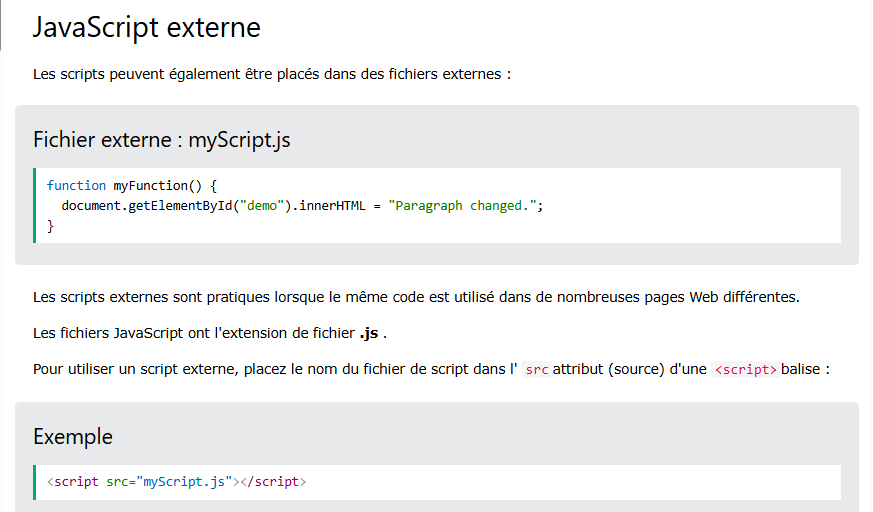 JavaScript externe
Les scripts peuvent également être placés dans des fichiers externes :
Fichier externe : myScript.js
function myFunction() {
  document.getElementById("demo").innerHTML = "Paragraph changed.";
}
Les scripts externes sont pratiques lorsque le même code est utilisé dans de nombreuses pages Web différentes.
Les fichiers JavaScript ont l'extension de fichier .js .
Pour utiliser un script externe, placez le nom du fichier de script dans l' src attribut (source) d'une <script> balise :
Exemple
<script src="myScript.js"></script>